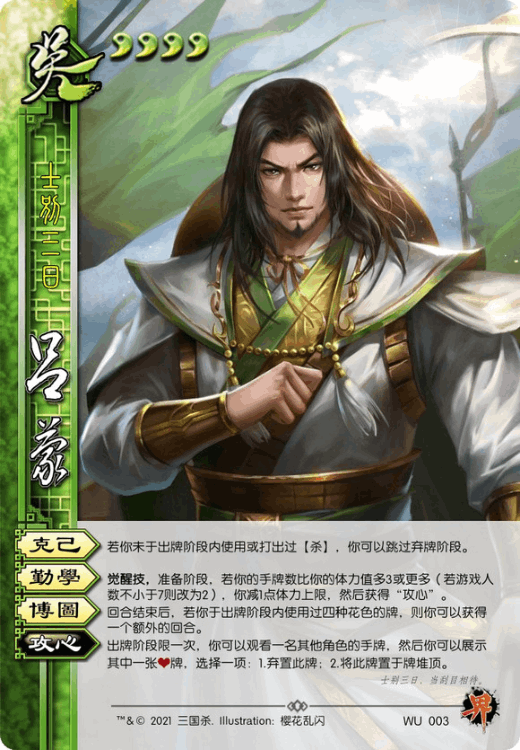 吴
士别三日
吕蒙
克己
若你未于出牌阶段内使用或打出过【杀】,你可以跳过弃牌阶段。
勤學
觉醒技,准备阶段,若你的手牌数比你的体力值多3或更多(若游戏人
数不小于7则改为2),你减1点体力上限,然后获得“攻心”。
博圖
回合结束后,若你于出牌阶段内使用过四种花色的牌,则你可以获得
一个额外的回合。
攻心
出牌阶段限一次,你可以观看一名其他角色的手牌,然后你可以展示
其中一张♥牌,选择一项:1.弃置此牌;2.将此牌置于牌堆顶。
士别三日,当刮目相待。
™&© 2021 三国杀. Illustration: 樱花乱闪
WU 003
界